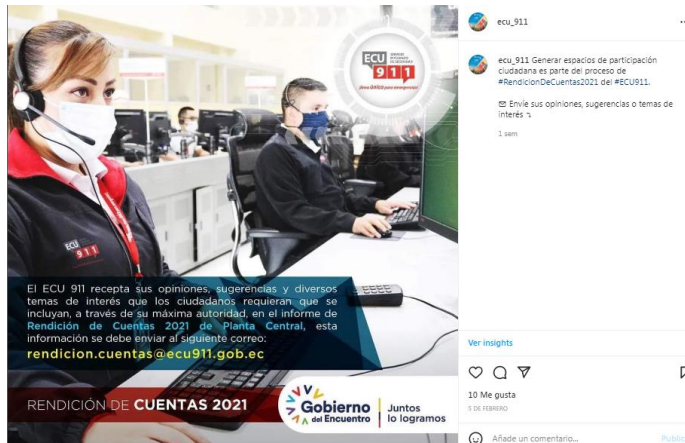 ECU
911
ECU
911
El ECU 911 recepta sus opiniones, sugerencias y diversos
temas de interés que los ciudadanos requieran que se
incluyan, a través de su máxima autoridad, en el informe de
Rendición de Cuentas 2021 de Planta Central, esta
información se debe enviar al siguiente correo:
rendicion.cuentas@ecu911.gob.ec
RENDICIÓN DE CUENTAS 2021
Gobierno
del Encuentro
Juntos
lo logramos
ecu_911
ecu_911 Generar espacios de participación
ciudadana es parte del proceso de
#RendicionDeCuentas2021 del #ECU911.
Envíe sus opiniones, sugerencias o temas de
interés
1 sem
Ver insights
10 Me gusta
5 DE FEBRERO
Añade un comentario...
Public